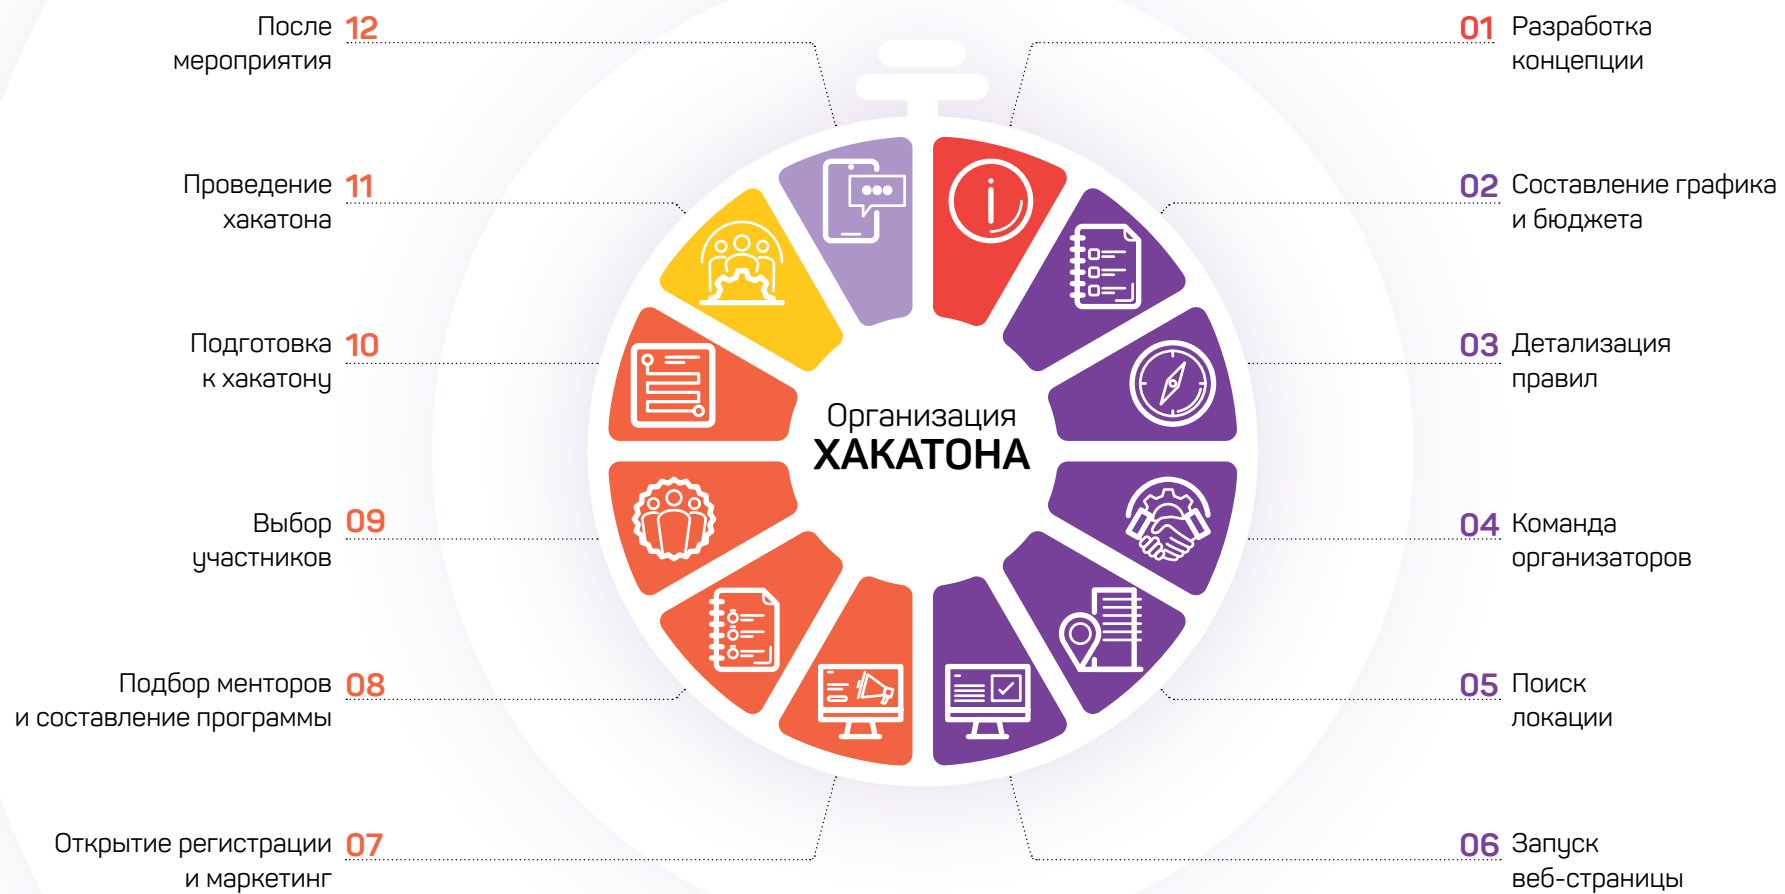 Организация
ХАКАТОНА
01 Разработка
концепции
02 Составление графика
и бюджета
03 Детализация
правил
04 Команда
организаторов
05 Поиск
локации
06 Запуск
веб-страницы
Открытие регистрации 07
и маркетинг
Подбор менторов 08
и составление программы
Выбор 09
участников
Подготовка 10
к хакатону
Проведение 11
хакатона
После 12
мероприятия